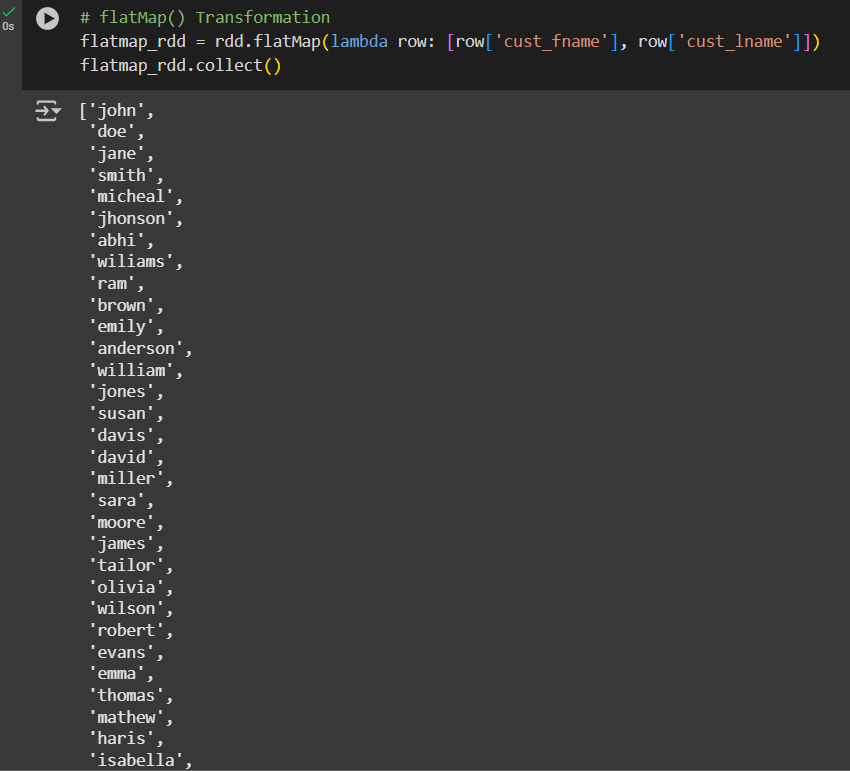 0s
# flatMap() Transformation
flatmap_rdd = rdd.flatMap(lambda row: [row['cust_fname'], row['cust_lname']])
flatmap_rdd.collect()
['john',
'doe',
'jane',
'smith',
'micheal',
'jhonson',
'abhi',
'wiliams',
'ram',
'brown',
'emily',
'anderson',
'william',
'jones',
'susan',
'davis',
'david',
'miller',
'sara',
'moore',
'james',
'tailor',
'olivia',
'wilson',
'robert',
'evans',
'emma',
'thomas',
'mathew',
'haris',
'isabella',